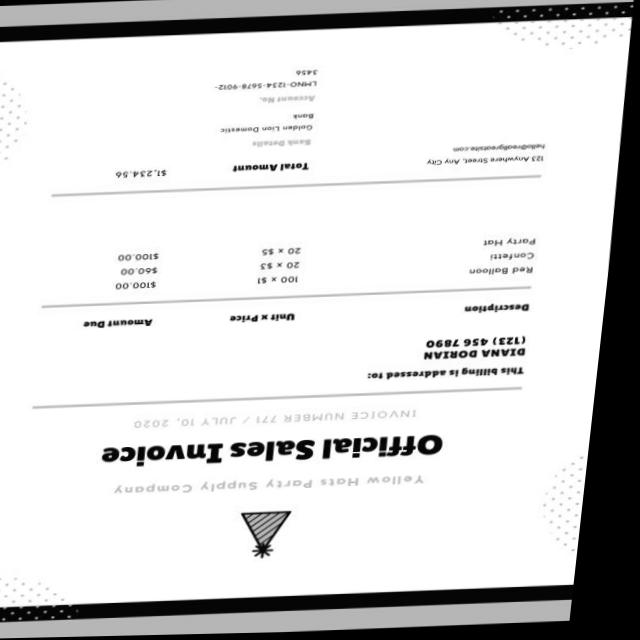 Yellow Hats Party Supply Company
Official Sales Invoice
INVOICE NUMBER 771 / JULY 10, 2020
This billing is addressed to:
DIANA DORIAN
(123) 456 7890
Description Unit x Price Amount Due
Red Balloon 100 x $1 $100.00
Confetti 20 x $3 $60.00
Party Hat 20 x $5 $100.00
123 Anywhere Street, Any City
hello@reallygreatsite.com
Total Amount $1,234.56
Bank Details
Golden Lion Domestic
Bank
Account No.
LMNO-1234-5678-9012-
3456